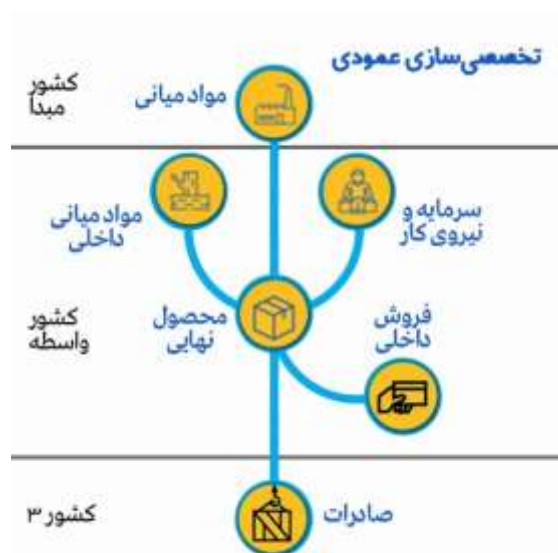 تخصصی‌سازی عمودی
کشور
مبدا
مواد میانی
سرمایه و
نیروی کار
مواد میانی
داخلی
کشور
واسطه
محصول
نهایی
فروش
داخلی
صادرات
کشور ۳